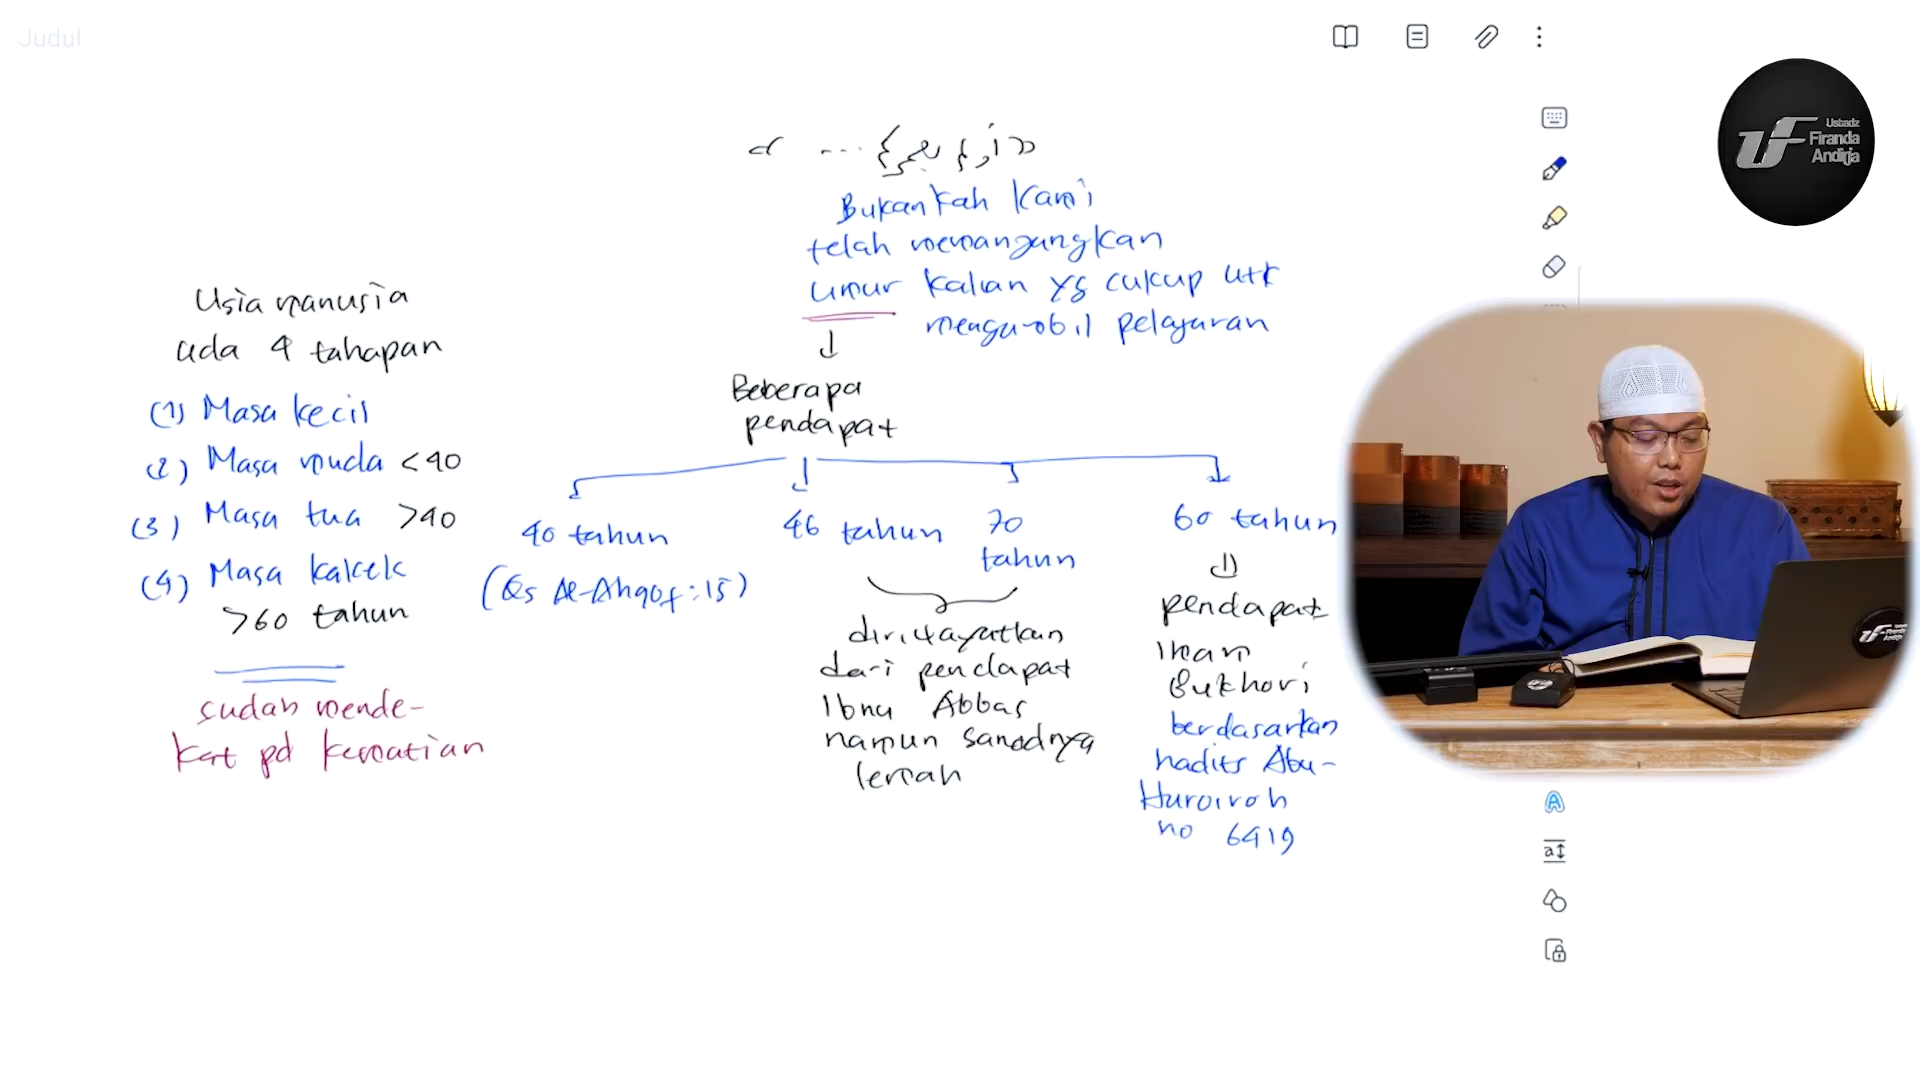 Judul
Ustadz
Firanda
Andirja
Bukankah Kami
telah memanjangkan
umur kalian yg cukup utk
mengambil pelajaran
Beberapa
pendapat
40 tahun
(Qs Al-Ahqof : 15)
46 tahun
70
tahun
diriwayatkan
dari pendapat
Ibnu Abbas
namun sanadnya
lemah
60 tahun
pendapat
Imam
Bukhori
berdasarkan
hadits Abu-
Huroiroh
no 6419
Usia manusia
ada 4 tahapan
(1) Masa kecil
(2) Masa muda <40
(3) Masa tua >40
(4) Masa kakek
>60 tahun
sudah mende-
kat pd kematian